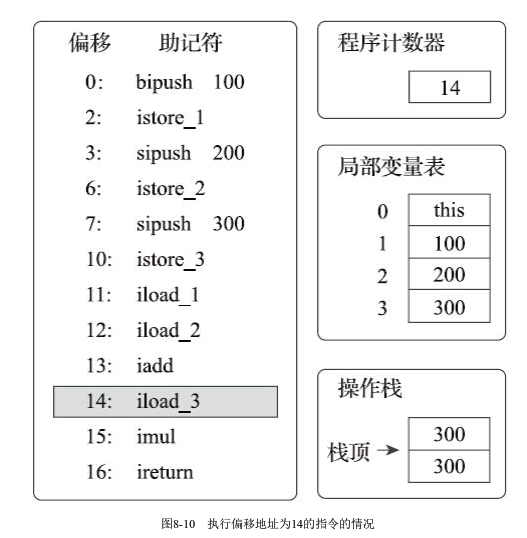 偏移 助记符
0: bipush 100
2: istore_1
3: sipush 200
6: istore_2
7: sipush 300
10: istore_3
11: iload_1
12: iload_2
13: iadd
14: iload_3
15: imul
16: ireturn
程序计数器
14
局部变量表
0 this
1 100
2 200
3 300
操作栈
栈顶
300
300
图8-10 执行偏移地址为14的指令的情况